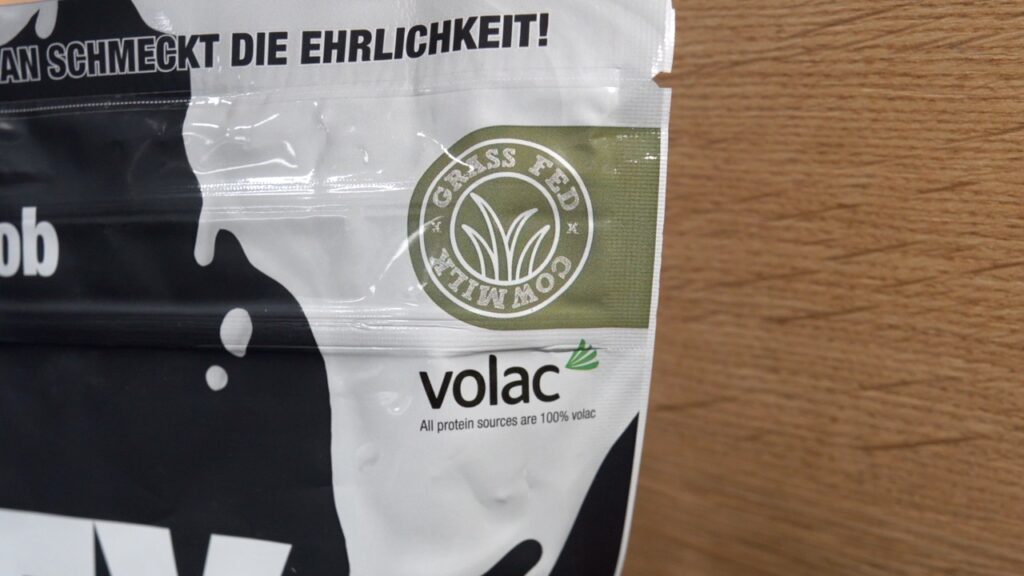 AN SCHMECKT DIE EHRLICHKEIT!
GRASS FED
COW MILK
ob
volac
All protein sources are 100% volac